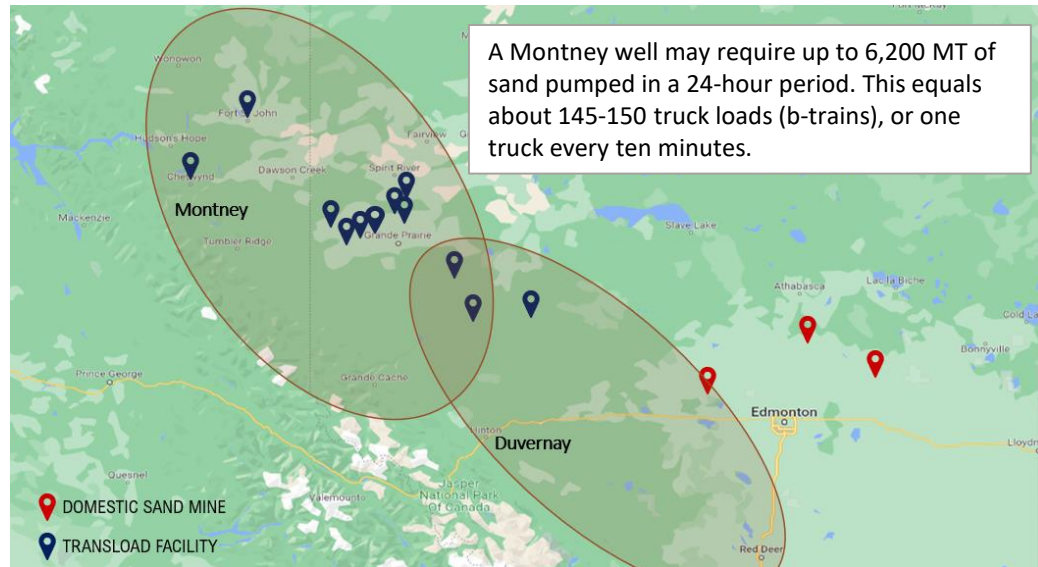 A Montney well may require up to 6,200 MT of
sand pumped in a 24-hour period. This equals
about 145-150 truck loads (b-trains), or one
truck every ten minutes.
Wonowon
Fort St John
Hudson's Hope
Fairview
Chetwynd
Dawson Creek
Spirit River
Montney
Mackenzie
Tumbler Ridge
Grande Prairie
Slave Lake
Athabasca
Lac la Biche
Cold La
Bonnyville
Prince George
Grande Cache
Edmonton
Hinton
Duvernay
Lloydm
Quesnel
Valemount
Jasper
National Park
Of Canada
Red Deer
DOMESTIC SAND MINE
TRANSLOAD FACILITY